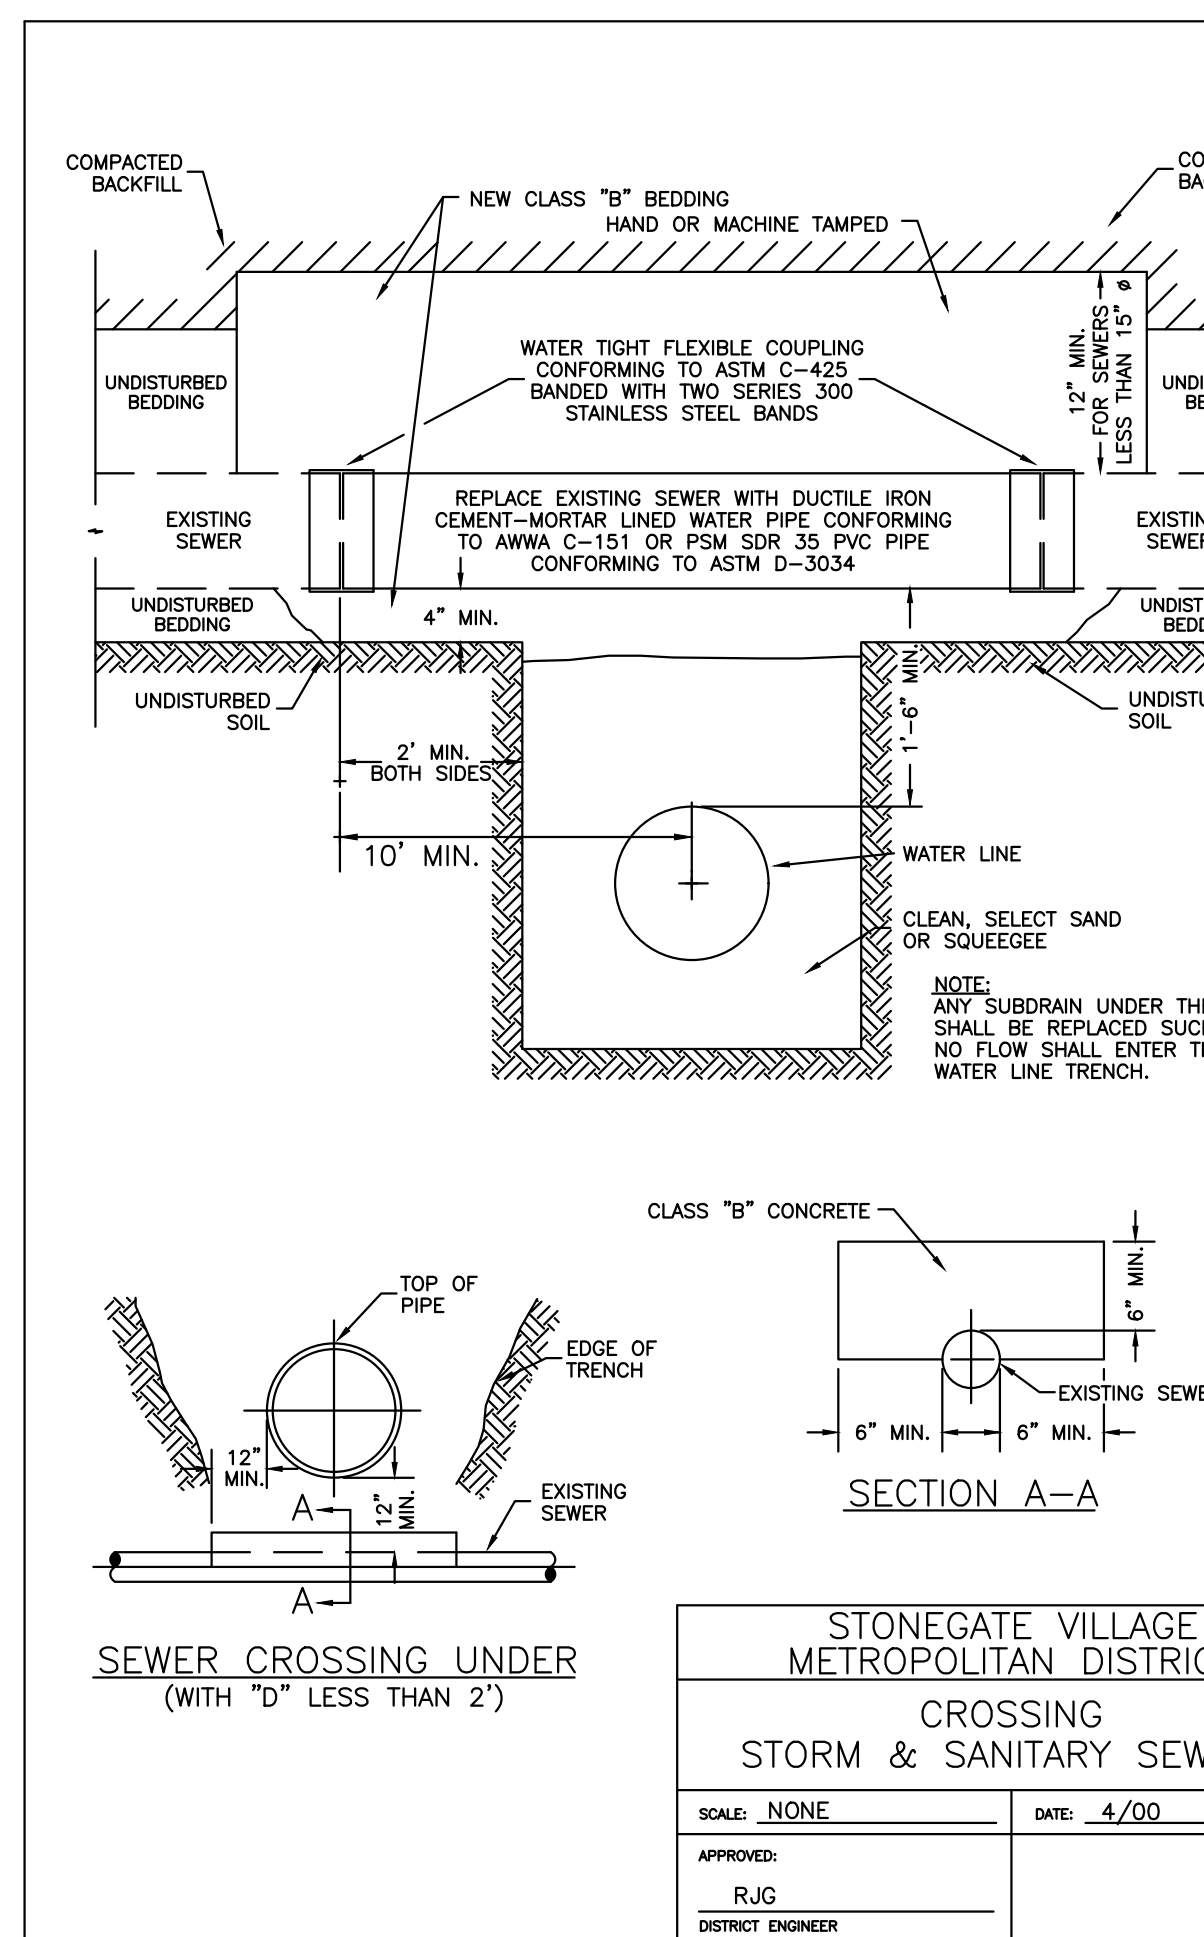 COMPACTED
BACKFILL
NEW CLASS "B" BEDDING
HAND OR MACHINE TAMPED
12" MIN.
FOR SEWERS
LESS THAN 15" ø
WATER TIGHT FLEXIBLE COUPLING
CONFORMING TO ASTM C-425
BANDED WITH TWO SERIES 300
STAINLESS STEEL BANDS
UNDISTURBED
BEDDING
EXISTING
SEWER
REPLACE EXISTING SEWER WITH DUCTILE IRON
CEMENT-MORTAR LINED WATER PIPE CONFORMING
TO AWWA C-151 OR PSM SDR 35 PVC PIPE
CONFORMING TO ASTM D-3034
UNDISTURBED
BEDDING
4" MIN.
1'-6" MIN.
UNDISTURBED
SOIL
SOIL
2' MIN.
BOTH SIDES
10' MIN.
WATER LINE
CLEAN, SELECT SAND
OR SQUEEGEE
NOTE:
ANY SUBDRAIN UNDER
SHALL BE REPLACED
NO FLOW SHALL ENTER
WATER LINE TRENCH.
CLASS "B" CONCRETE
6" MIN.
EXISTING
6" MIN.
6" MIN.
SECTION A-A
TOP OF
PIPE
EDGE OF
TRENCH
12"
MIN.
12"
MIN.
EXISTING
SEWER
A
A
SEWER CROSSING UNDER
(WITH "D" LESS THAN 2')
STONEGATE VILLAGE
METROPOLITAN
CROSSING
STORM & SANITARY
SCALE: NONE
DATE: 4/00
APPROVED:
RJG
DISTRICT ENGINEER